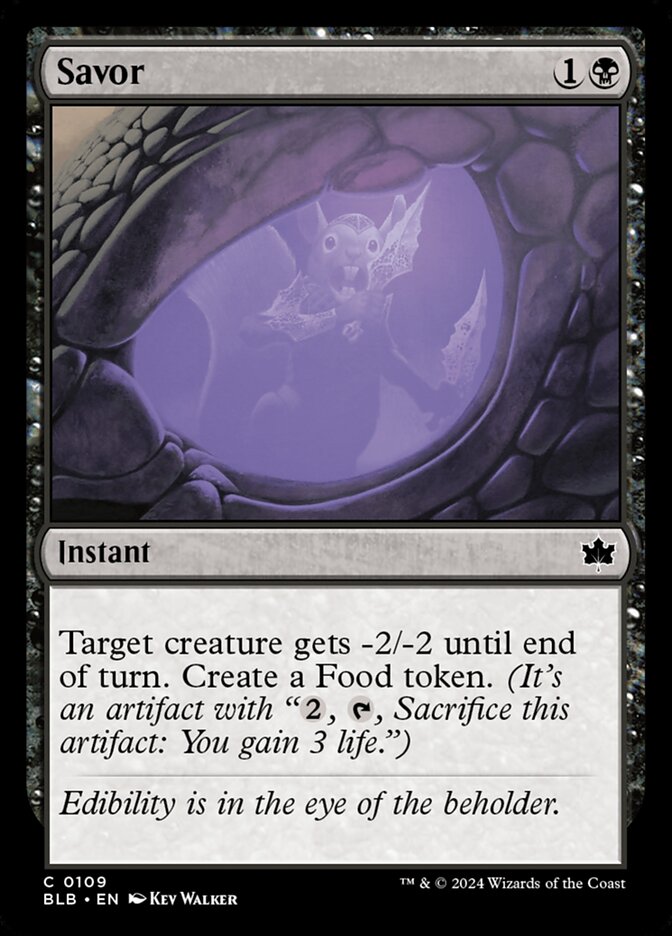 Savor
1
Instant
Target creature gets -2/-2 until end
of turn. Create a Food token. (It's
an artifact with “2, , Sacrifice this
artifact: You gain 3 life.”)
Edibility is in the eye of the beholder.
C 0109
BLB • EN Kev Walker
™ & © 2024 Wizards of the Coast